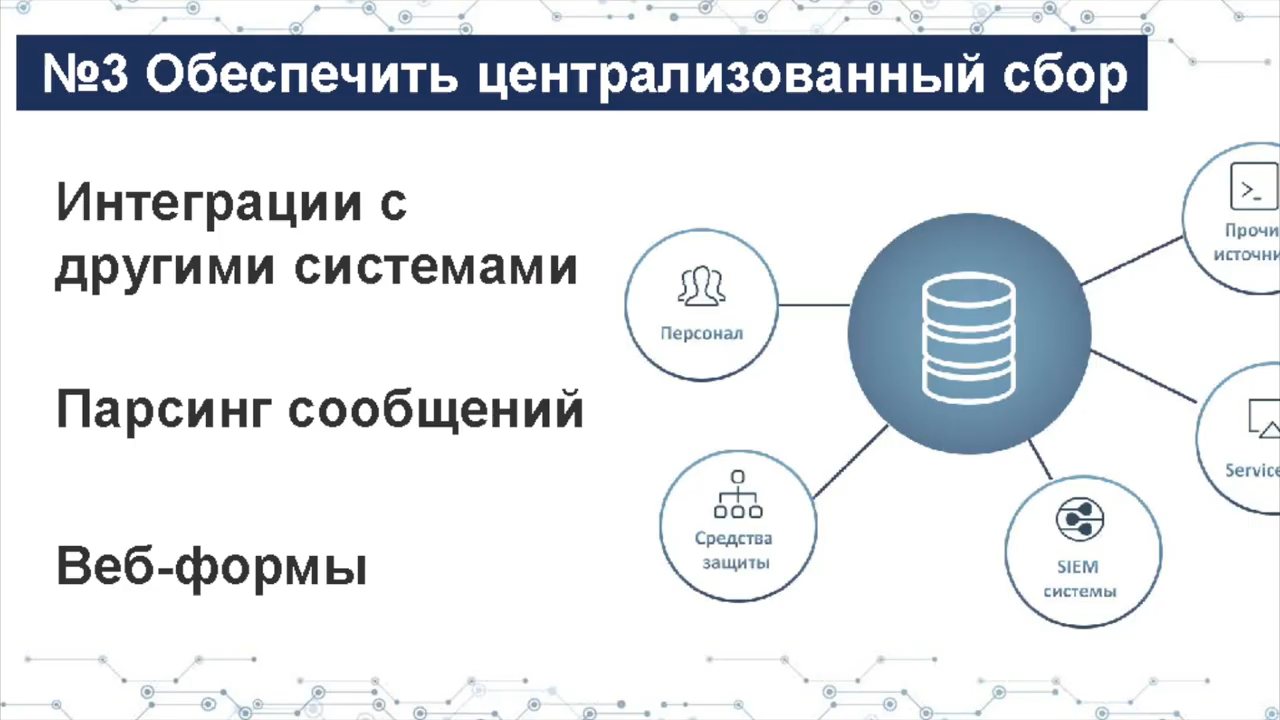 №3 Обеспечить централизованный сбор
Интеграции с
другими системами
Парсинг сообщений
Веб-формы
Персонал
Средства
защиты
SIEM
системы
>_